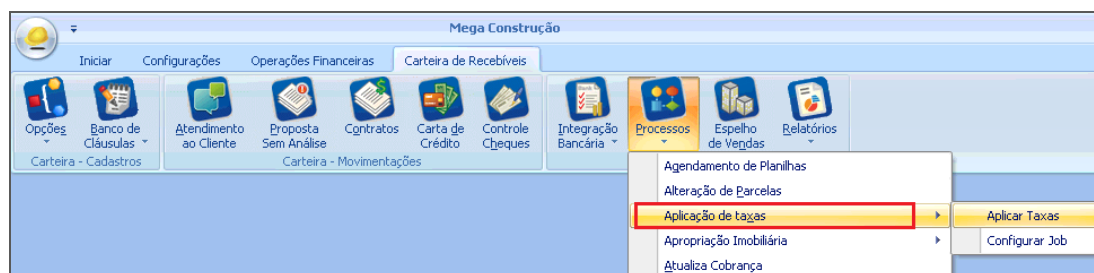 Mega Construção
Iniciar Configurações Operações Financeiras Carteira de Recebíveis
Opções
Banco de
Cláusulas
Atendimento
ao Cliente
Proposta
Sem Análise
Contratos
Carta de
Crédito
Controle
Cheques
Integração
Bancária
Processos
Espelho
de Vendas
Relatórios
Carteira - Cadastros
Carteira - Movimentações
Agendamento de Planilhas
Alteração de Parcelas
Aplicação de taxas
Aplicar Taxas
Apropriação Imobiliária
Configurar Job
Atualiza Cobrança